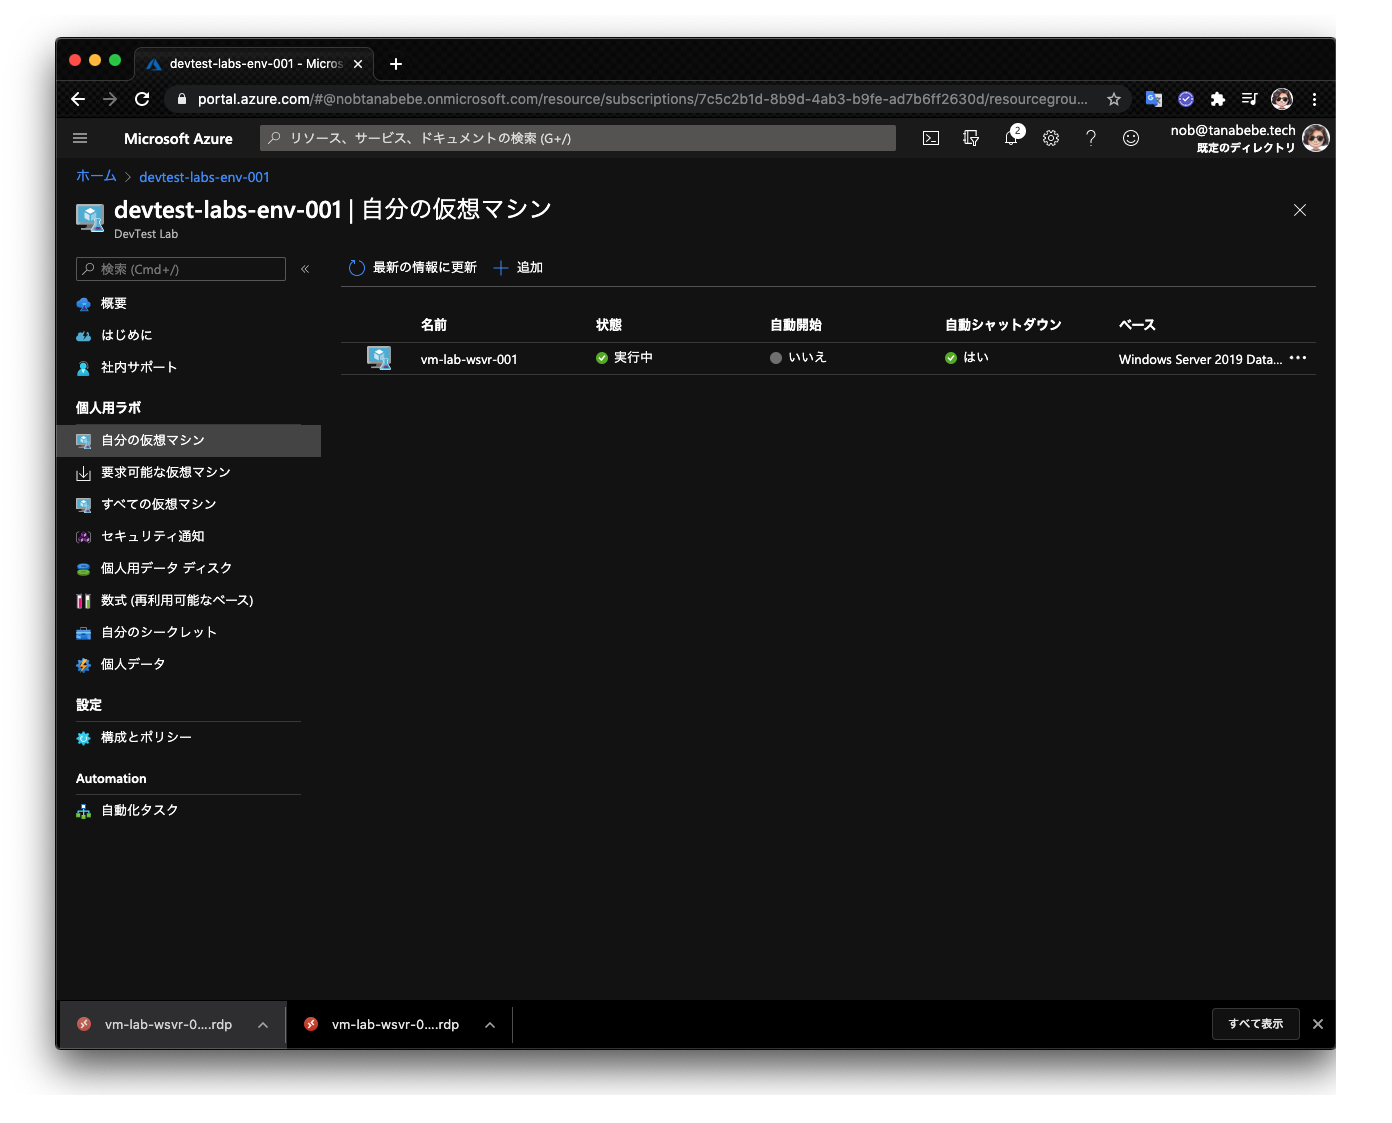 devtest-labs-env-001 - Micros
portal.azure.com/#@nobtanabebe.onmicrosoft.com/resource/subscriptions/7c5c2b1d-8b9d-4ab3-b9fe-ad7b6ff2630d/resourcegrou...
Microsoft Azure
リソース、サービス、ドキュメントの検索 (G+/)
2
nob@tanabebe.tech
既定のディレクトリ
ホーム > devtest-labs-env-001
devtest-labs-env-001 | 自分の仮想マシン
DevTest Lab
検索 (Cmd+/)
«
最新の情報に更新
追加
概要
はじめに
社内サポート
個人用ラボ
自分の仮想マシン
要求可能な仮想マシン
すべての仮想マシン
セキュリティ通知
個人用データ ディスク
数式 (再利用可能なベース)
自分のシークレット
個人データ
設定
構成とポリシー
Automation
自動化タスク
名前 状態 自動開始 自動シャットダウン ベース
vm-lab-wsvr-001 実行中 いいえ はい Windows Server 2019 Data... •••
vm-lab-wsvr-0....rdp
vm-lab-wsvr-0....rdp
すべて表示